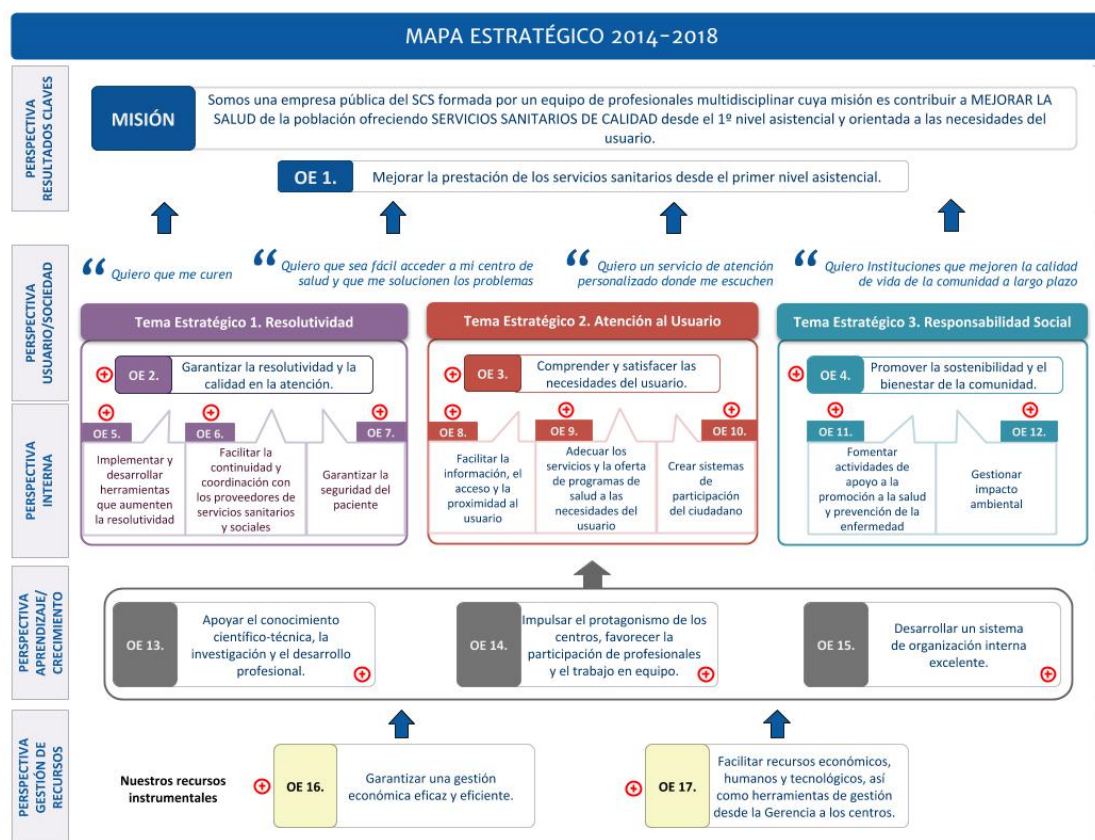 MAPA ESTRATÉGICO 2014-2018
PERSPECTIVA
RESULTADOS CLAVES
MISIÓN
Somos una empresa pública del SCS formada por un equipo de profesionales multidisciplinar cuya misión es contribuir a MEJORAR LA
SALUD de la población ofreciendo SERVICIOS SANITARIOS DE CALIDAD desde el 1º nivel asistencial y orientada a las necesidades del
usuario.
OE 1.
Mejorar la prestación de los servicios sanitarios desde el primer nivel asistencial.
PERSPECTIVA
USUARIO/SOCIEDAD
“ Quiero que me curen
“ Quiero que sea fácil acceder a mi centro de
salud y que me solucionen los problemas
“ Quiero un servicio de atención
personalizado donde me escuchen
“ Quiero Instituciones que mejoren la calidad
de vida de la comunidad a largo plazo
Tema Estratégico 1. Resolutividad
OE 2.
Garantizar la resolutividad y la
calidad en la atención.
Tema Estratégico 2. Atención al Usuario
OE 3.
Comprender y satisfacer las
necesidades del usuario.
Tema Estratégico 3. Responsabilidad Social
OE 4.
Promover la sostenibilidad y el
bienestar de la comunidad.
PERSPECTIVA
INTERNA
OE 5.
Implementar y
desarrollar
herramientas
que aumenten
la resolutividad
OE 6.
Facilitar la
continuidad y
coordinación con
los proveedores de
servicios sanitarios
y sociales
OE 7.
Garantizar la
seguridad del
paciente
OE 8.
Facilitar la
información, el
acceso y la
proximidad al
usuario
OE 9.
Adecuar los
servicios y la oferta
de programas de
salud a las
necesidades del
usuario
OE 10.
Crear sistemas
de
participación
del ciudadano
OE 11.
Fomentar
actividades de
apoyo a la
promoción a la salud
y prevención de la
enfermedad
OE 12.
Gestionar
impacto
ambiental
PERSPECTIVA
APRENDIZAJE/
CRECIMIENTO
OE 13.
Apoyar el conocimiento
científico-técnica, la
investigación y el desarrollo
profesional.
OE 14.
Impulsar el protagonismo de los
centros, favorecer la
participación de profesionales
y el trabajo en equipo.
OE 15.
Desarrollar un sistema
de organización interna
excelente.
PERSPECTIVA
GESTIÓN DE
RECURSOS
Nuestros recursos
instrumentales
OE 16.
Garantizar una gestión
económica eficaz y eficiente.
OE 17.
Facilitar recursos económicos,
humanos y tecnológicos, así
como herramientas de gestión
desde la Gerencia a los centros.